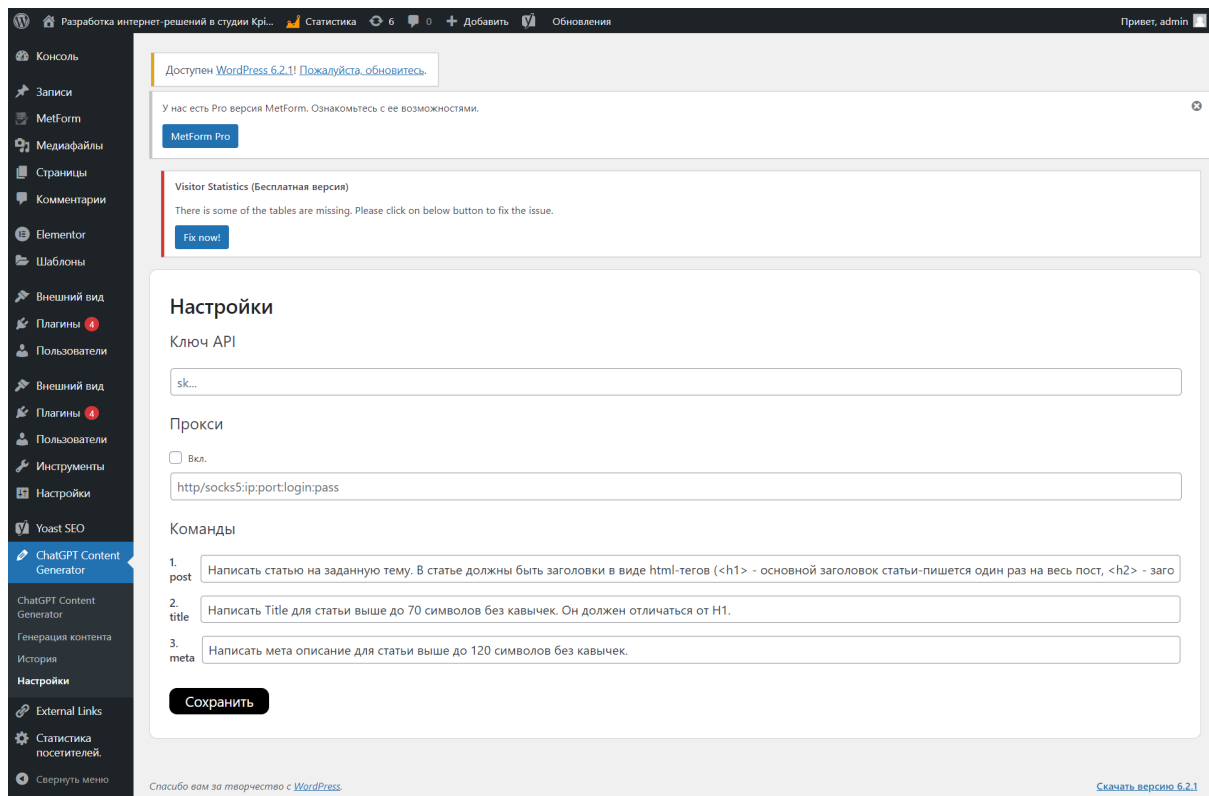 Разработка интернет-решений в студии Kpi... Статистика 6 0 Добавить Обновления Привет, admin
Консоль
Записи
MetForm
Медиафайлы
Страницы
Комментарии
Elementor
Шаблоны
Внешний вид
Плагины 4
Пользователи
Внешний вид
Плагины 4
Пользователи
Инструменты
Настройки
Yoast SEO
ChatGPT Content
Generator
ChatGPT Content
Generator
Генерация контента
История
Настройки
External Links
Статистика
посетителей.
Свернуть меню
Доступен WordPress 6.2.1! Пожалуйста, обновитесь.
У нас есть Pro версия MetForm. Ознакомьтесь с ее возможностями.
MetForm Pro
Visitor Statistics (Бесплатная версия)
There is some of the tables are missing. Please click on below button to fix the issue.
Fix now!
Настройки
Ключ API
sk...
Прокси
Вкл.
http/socks5:ip:port:login:pass
Команды
1. post Написать статью на заданную тему. В статье должны быть заголовки в виде html-тегов (<h1> - основной заголовок статьи-пишется один раз на весь пост, <h2> - заго
2. title Написать Title для статьи выше до 70 символов без кавычек. Он должен отличаться от H1.
3. meta Написать мета описание для статьи выше до 120 символов без кавычек.
Сохранить
Спасибо вам за творчество с WordPress. Скачать версию 6.2.1